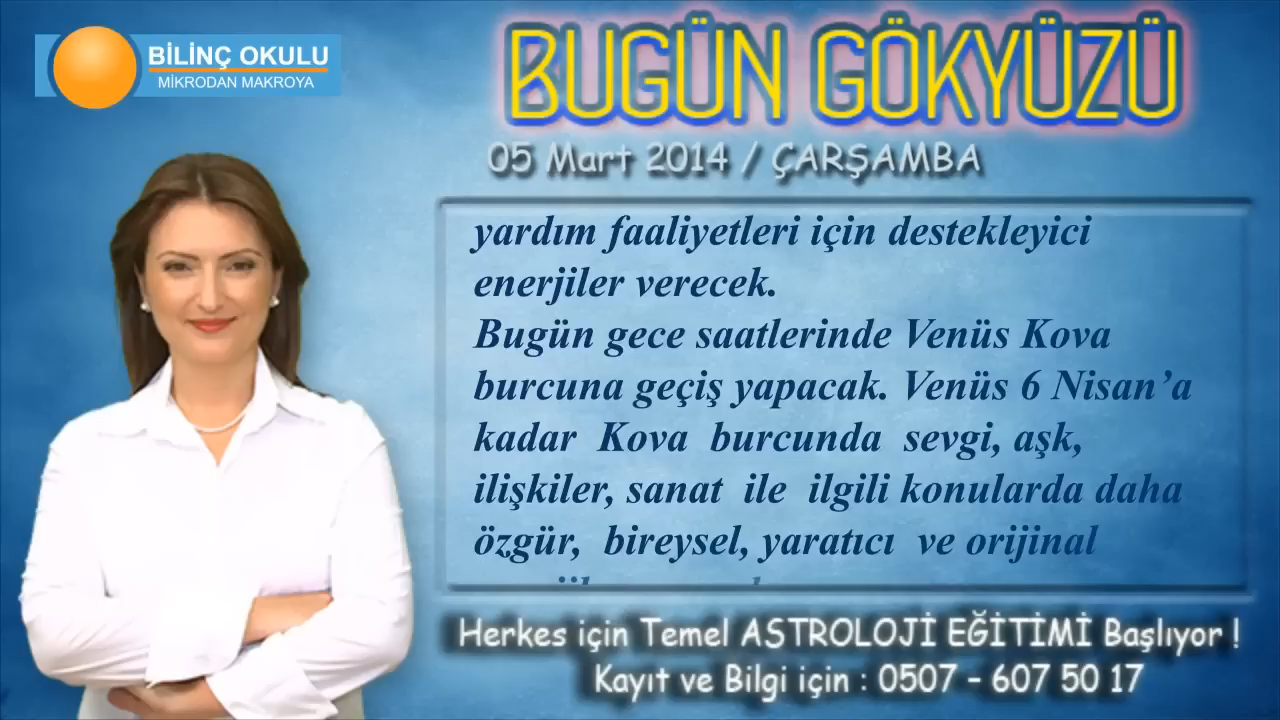 BİLİNÇ OKULU
MİKRODAN MAKROYA
BUGÜN GÖKYÜZÜ
05 Mart 2014 / ÇARŞAMBA
yardım faaliyetleri için destekleyici
enerjiler verecek.
Bugün gece saatlerinde Venüs Kova
burcuna geçiş yapacak. Venüs 6 Nisan’a
kadar Kova burcunda sevgi, aşk,
ilişkiler, sanat ile ilgili konularda daha
özgür, bireysel, yaratıcı ve orijinal
Herkes için Temel ASTROLOJİ EĞİTİMİ Başlıyor !
Kayıt ve Bilgi için : 0507 – 607 50 17